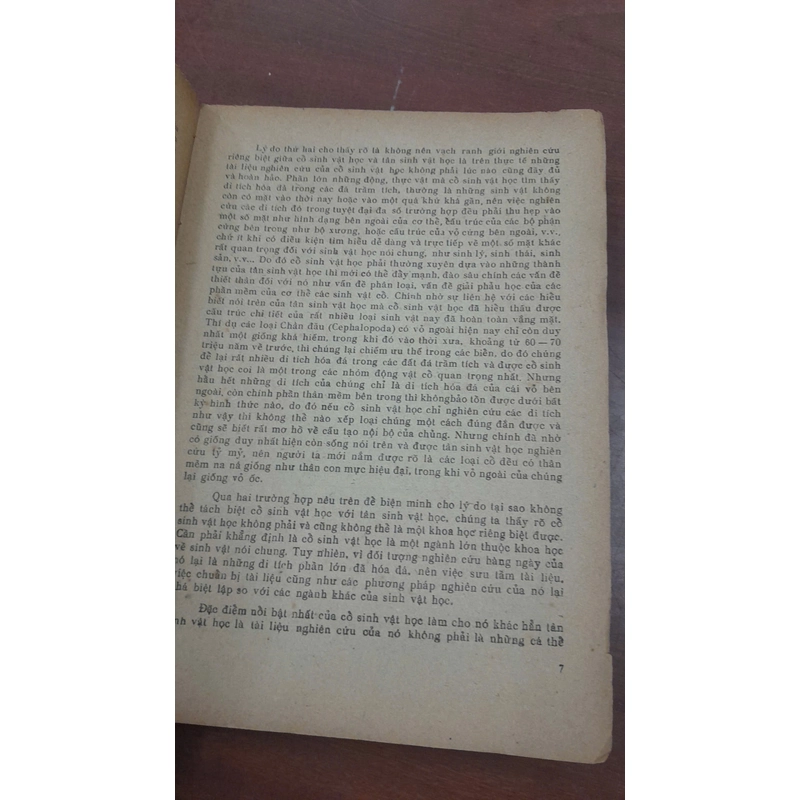 Lý do thứ hai cho thấy rõ là không nên vạch ranh giới nghiên cứu
riêng biệt giữa cổ sinh vật học và tân sinh vật học là trên thực tế những
tài liệu nghiên cứu của cổ sinh vật học không phải lúc nào cũng đầy đủ
và hoàn hảo. Phần lớn những động, thực vật mà cổ sinh vật học tìm thấy
di tích hóa đá trong các đá trầm tích, thường là những sinh vật không
còn có mặt vào thời nay hoặc vào một quá khứ khá gần, nên việc nghiên
cứu các di tích đó trong tuyệt đại đa số trường hợp đều phải thu hẹp vào
một số mặt như hình dạng bên ngoài của cơ thể, cấu trúc của các bộ phận
cứng bên trong như bộ xương, hoặc cấu trúc của vỏ cứng bên ngoài, v.v.,
chứ ít khi có điều kiện tìm hiểu dễ dàng và trực tiếp về một số mặt khác
rất quan trọng đối với sinh vật học nói chung, như sinh lý, sinh thái, sinh
sản, v.v... Do đó cổ sinh vật học phải thường xuyên dựa vào những thành
tựu của tân sinh vật học thì mới có thể đẩy mạnh, đào sâu chính các vấn đề
thiết thân đối với nó như vấn đề phân loại, vấn đề giải phẫu học của các
phần mềm của cơ thể các sinh vật cổ. Chính nhờ sự liên hệ với các hiểu
biết nói trên của tân sinh vật học mà cổ sinh vật học đã hiểu thấu được
cấu trúc chi tiết của rất nhiều loại sinh vật nay đã hoàn toàn vắng mặt.
Thí dụ các loại Chân đầu (Cephalopoda) có vỏ ngoài hiện nay chỉ còn duy
nhất một giống khá hiếm, trong khi đó vào thời xưa, khoảng từ 60 — 70
triệu năm về trước, thì chúng lại chiếm ưu thế trong các biển, do đó chúng
để lại rất nhiều di tích hóa đá trong các đất đá trầm tích và được cổ sinh
vật học coi là một trong các nhóm động vật cổ quan trọng nhất. Nhưng
hầu hết những di tích của chúng chỉ là di tích hóa đá của cái vỏ bên
ngoài, còn chính phần thân mềm bên trong thì khôngbảo tồn được dưới bất
kỳ hình thức nào, do đó nếu cổ sinh vật học chỉ nghiên cứu các di tích
như vậy thì không thể nào xếp loại chúng một cách đúng đắn được và
cũng sẽ biết rất mơ hồ về cấu tạo nội bộ của chúng. Nhưng chính đã nhờ
có giống duy nhất hiện còn sống nói trên và được tân sinh vật học nghiên
cứu tỷ mỷ, nên người ta mới nắm được rõ là các loại cổ đều có thân
mềm na ná giống như thân con mực hiệu đại, trong khi vỏ ngoài của chúng
lại giống vỏ ốc.
Qua hai trường hợp nêu trên để biện minh cho lý do tại sao không
thể tách biệt cổ sinh vật học với tân sinh vật học, chúng ta thấy rõ cổ
sinh vật học không phải và cũng không thể là một khoa học riêng biệt được.
Cần phải khẳng định là cổ sinh vật học là một ngành lớn thuộc khoa học
về sinh vật nói chung. Tuy nhiên, vì đối tượng nghiên cứu hàng ngày của
nó lại là những di tích phần lớn đã hóa đá, nên việc sưu tầm tài liệu,
việc chuẩn bị tài liệu cũng như các phương pháp nghiên cứu của nó lại
khá biệt lập so với các ngành khác của sinh vật học.
Đặc điểm nổi bật nhất của cổ sinh vật học làm cho nó khác hẳn tân
inh vật học là tài liệu nghiên cứu của nó không phải là những cá thể
7